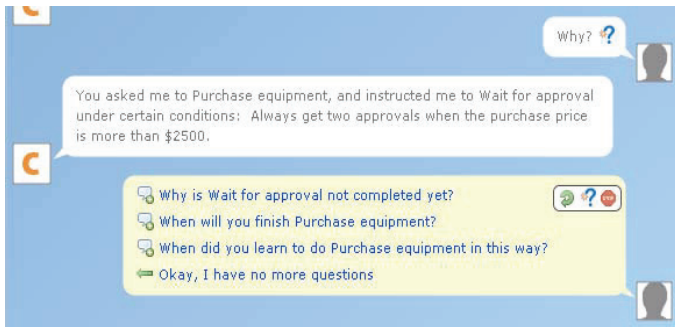 C
Why? ?
You asked me to Purchase equipment, and instructed me to Wait for approval
under certain conditions:  Always get two approvals when the purchase price
is more than $2500.
C
Why is Wait for approval not completed yet?
?
STOP
When will you finish Purchase equipment?
When did you learn to do Purchase equipment in this way?
Okay, I have no more questions